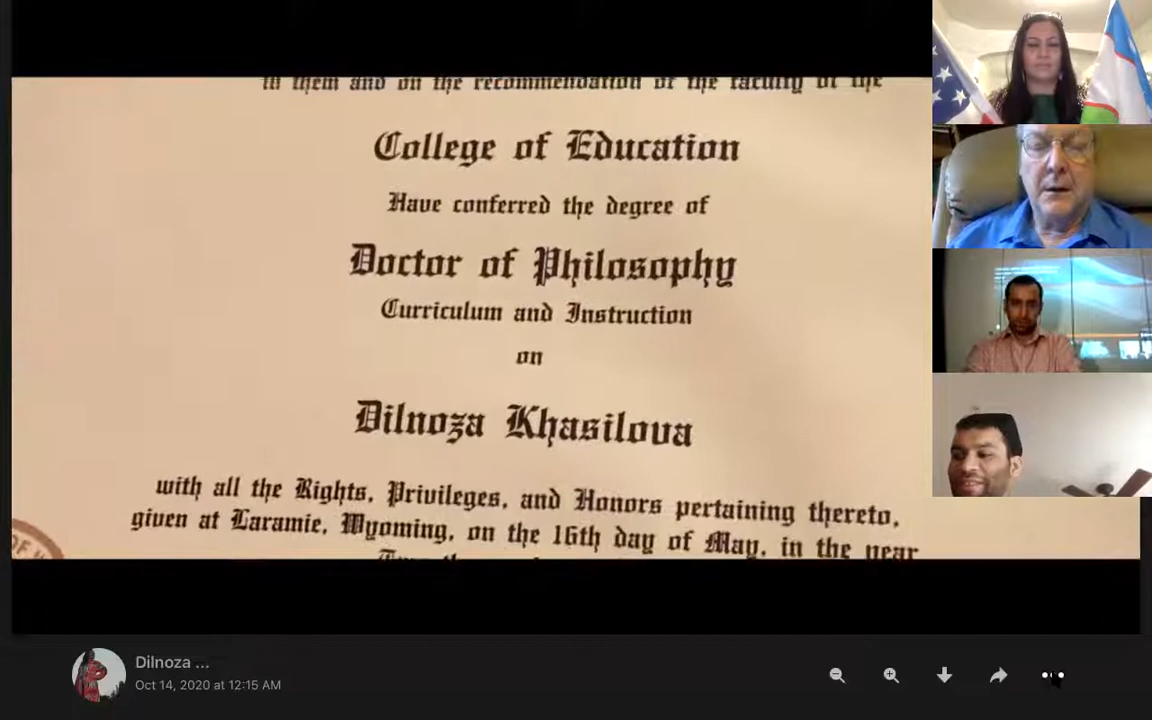 in them and on the recommendation of the faculty of the
College of Education
Have conferred the degree of
Doctor of Philosophy
Curriculum and Instruction
on
Dilnoza Khasilova
with all the Rights, Privileges, and Honors pertaining thereto,
given at Laramie, Wyoming, on the 16th day of May, in the year
OF
Dilnoza ...
Oct 14, 2020 at 12:15 AM